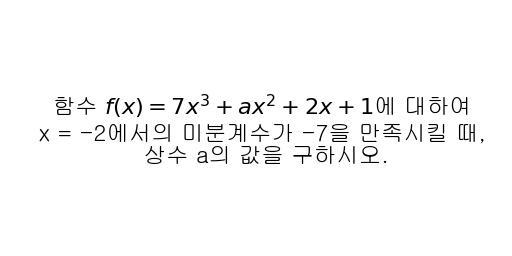 함수 f(x) = 7x³ + ax² + 2x + 1에 대하여
x = −2에서의 미분계수가 −7을 만족시킬 때,
상수 a의 값을 구하시오.